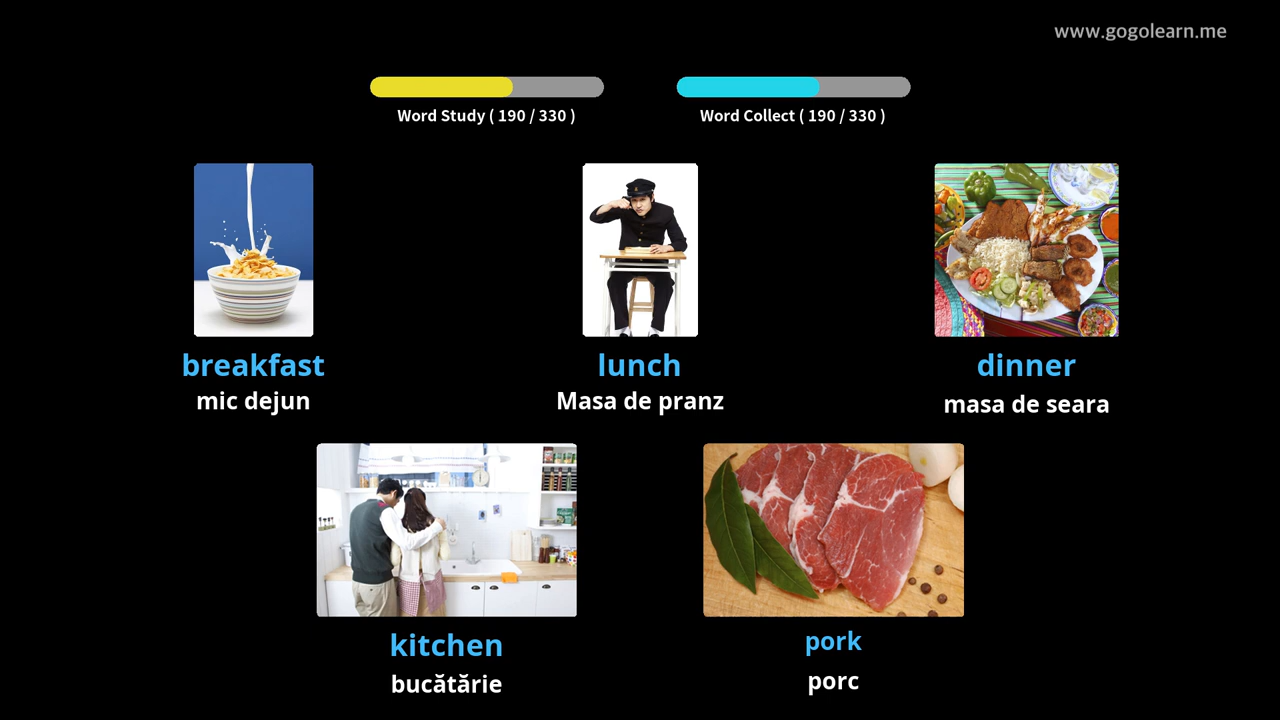 www.gogolearn.me
Word Study ( 190 / 330 )
Word Collect ( 190 / 330 )
breakfast
mic dejun
lunch
Masa de pranz
dinner
masa de seara
kitchen
bucătărie
pork
porc